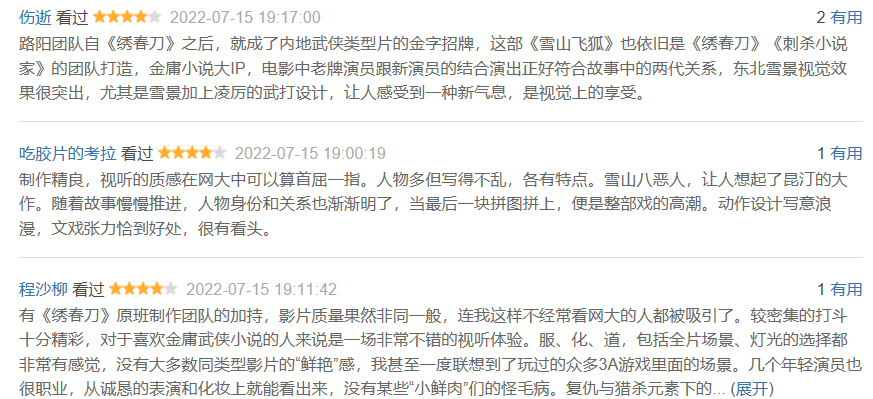 伤逝 看过 2022-07-15 19:17:00 2 有用
路阳团队自《绣春刀》之后，就成了内地武侠类型片的金字招牌，这部《雪山飞狐》也依旧是《绣春刀》《刺杀小说
家》的团队打造，金庸小说大IP，电影中老牌演员跟新演员的结合演出正好符合故事中的两代关系，东北雪景视觉效
果很突出，尤其是雪景加上凌厉的武打设计，让人感受到一种新气息，是视觉上的享受。
吃胶片的考拉 看过 2022-07-15 19:00:19 1 有用
制作精良，视听的质感在网大中可以算首屈一指。人物多但写得不乱，各有特点。雪山八恶人，让人想起了昆汀的大
作。随着故事慢慢推进，人物身份和关系也渐渐明了，当最后一块拼图拼上，便是整部戏的高潮。动作设计写意浪
漫，文戏张力恰到好处，很有看头。
程沙柳 看过 2022-07-15 19:11:42 1 有用
有《绣春刀》原班制作团队的加持，影片质量果然非同一般，连我这样不经常看网大的人都被吸引了。较密集的打斗
十分精彩，对于喜欢金庸武侠小说的人来说是一场非常不错的视听体验。服、化、道，包括全片场景、灯光的选择都
非常有感觉，没有大多数同类型影片的“鲜艳”感，我甚至一度联想到了玩过的众多3A游戏里面的场景。几个年轻演员也
很职业，从诚恳的表演和化妆上就能看出来，没有某些“小鲜肉”们的怪毛病。复仇与猎杀元素下的... (展开)